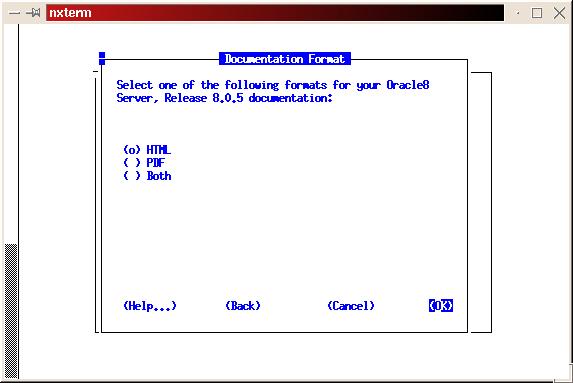 nxterm
Documentation Format
Select one of the following formats for your Oracle8
Server, Release 8.0.5 documentation:
(o) HTML
( ) PDF
( ) Both
(Help...) (Back) (Cancel) (OK)